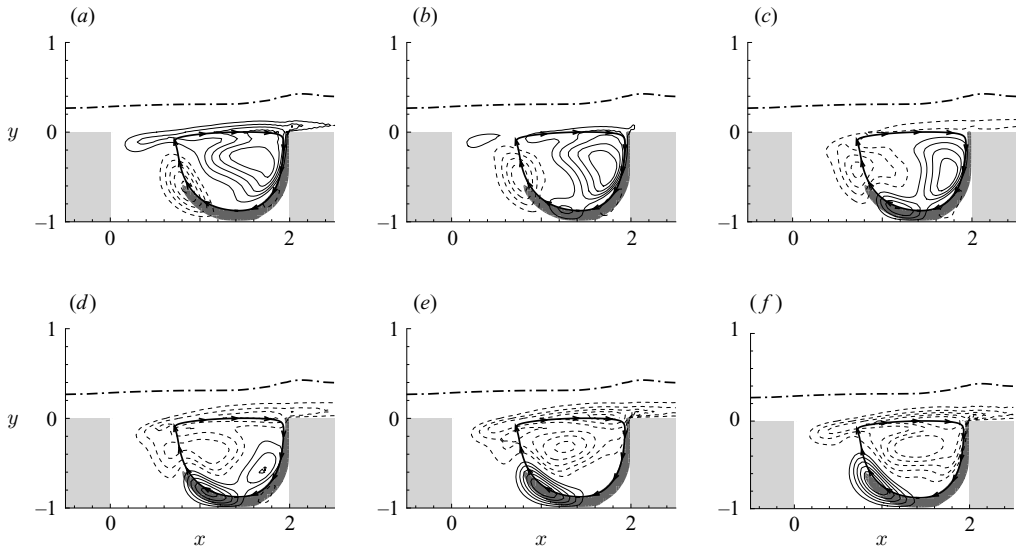 (a) (b) (c)
1 1 1
y 0 0 0
–1 –1 –1
0 2 0 2 0 2
(d) (e) (f)
1 1 1
y 0 0 0
–1 –1 –1
0 2 0 2 0 2
x x x